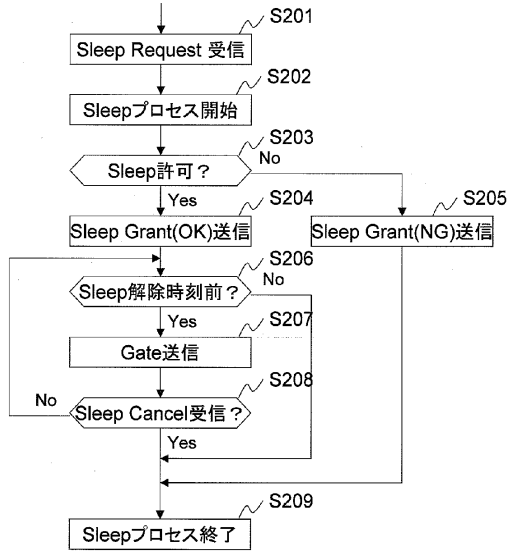 S201
Sleep Request 受信
S202
Sleepプロセス開始
S203
Sleep許可？
No
Yes
S204
Sleep Grant(OK)送信
S205
Sleep Grant(NG)送信
S206
Sleep解除時刻前？
No
Yes
S207
Gate送信
S208
Sleep Cancel受信？
No
Yes
S209
Sleepプロセス終了